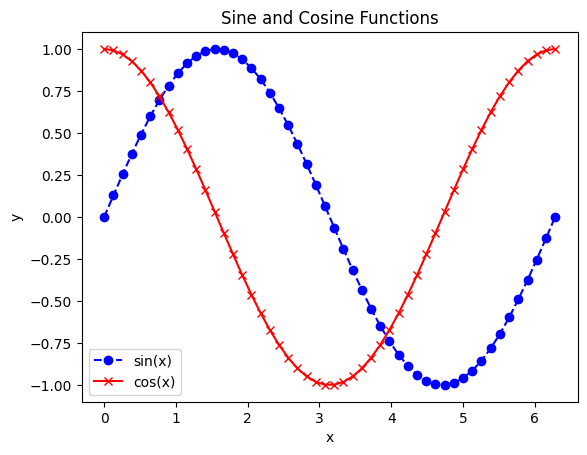 Sine and Cosine Functions
1.00
0.75
0.50
0.25
0.00
−0.25
−0.50
−0.75
−1.00
y
sin(x)
cos(x)
0 1 2 3 4 5 6
x